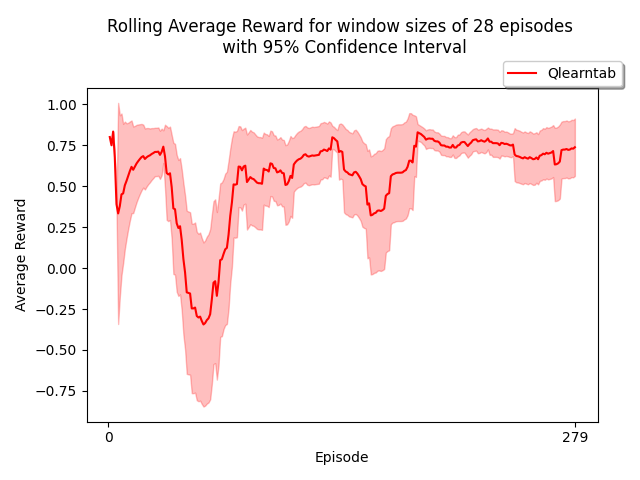 Rolling Average Reward for window sizes of 28 episodes
with 95% Confidence Interval
Qlearntab
1.00
0.75
0.50
0.25
0.00
−0.25
−0.50
−0.75
Average Reward
0
279
Episode